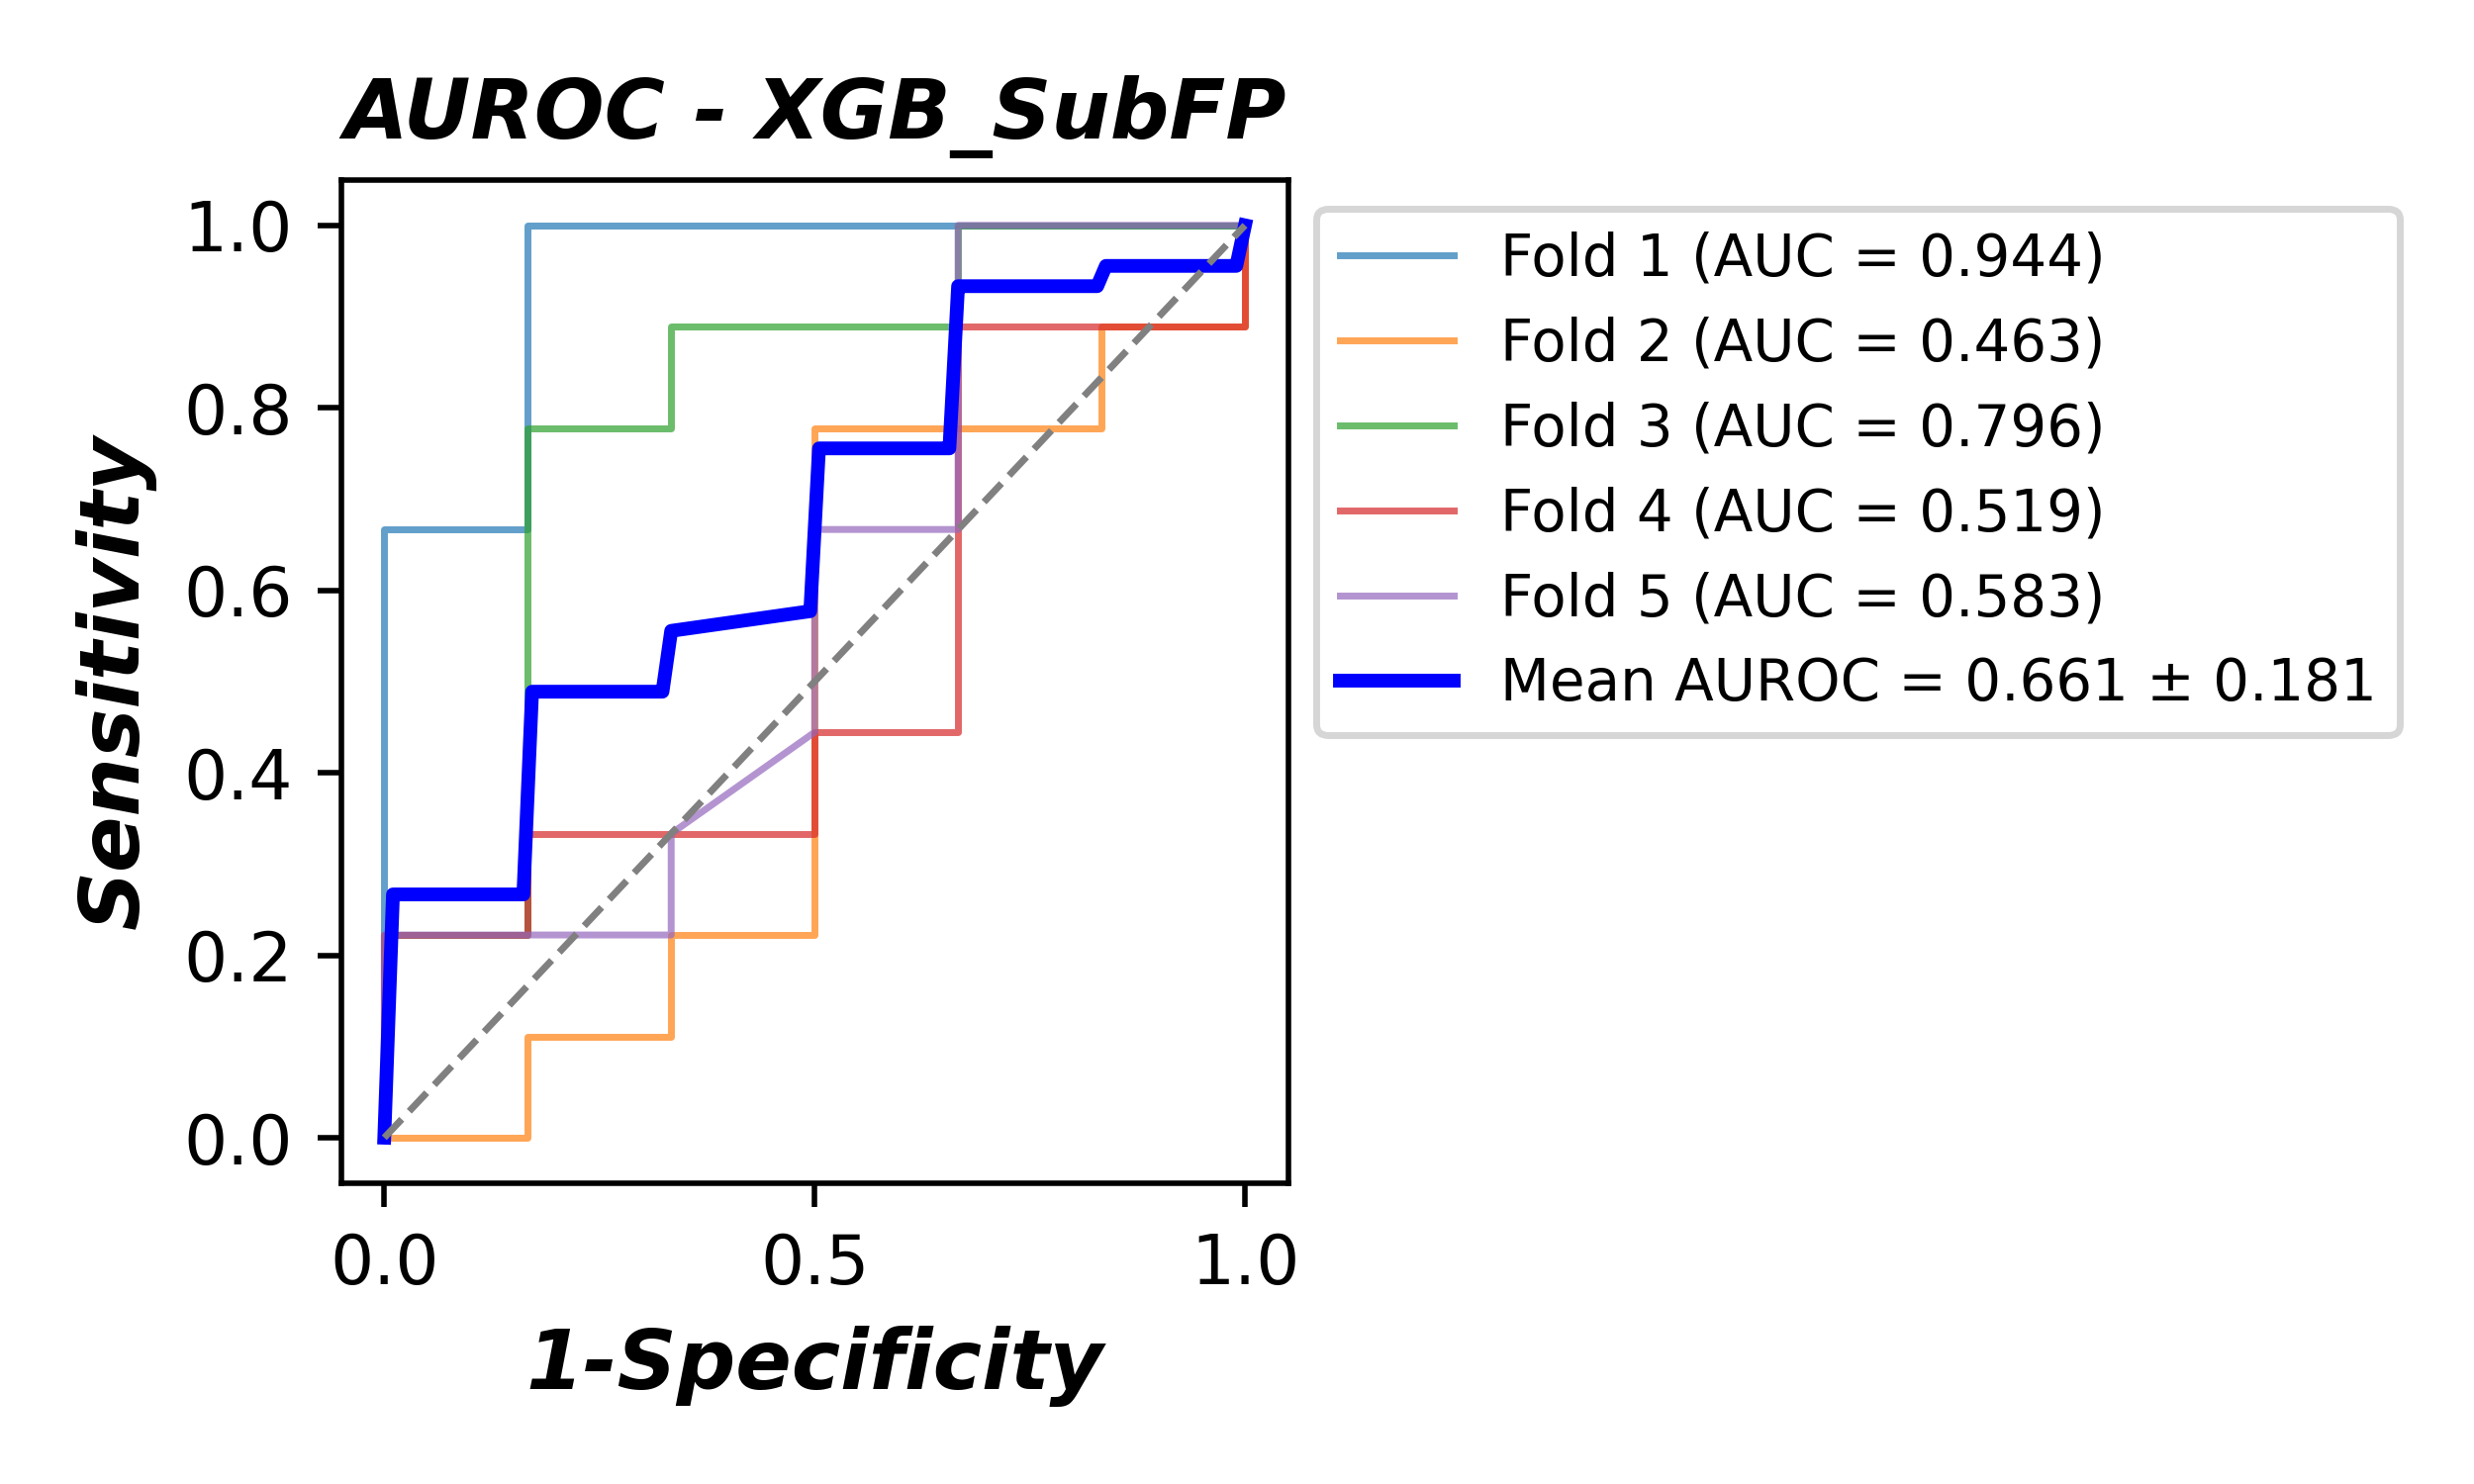 AUROC - XGB_SubFP
Sensitivity
1.0
0.8
0.6
0.4
0.2
0.0
0.0
0.5
1.0
1-Specificity
Fold 1 (AUC = 0.944)
Fold 2 (AUC = 0.463)
Fold 3 (AUC = 0.796)
Fold 4 (AUC = 0.519)
Fold 5 (AUC = 0.583)
Mean AUROC = 0.661 ± 0.181